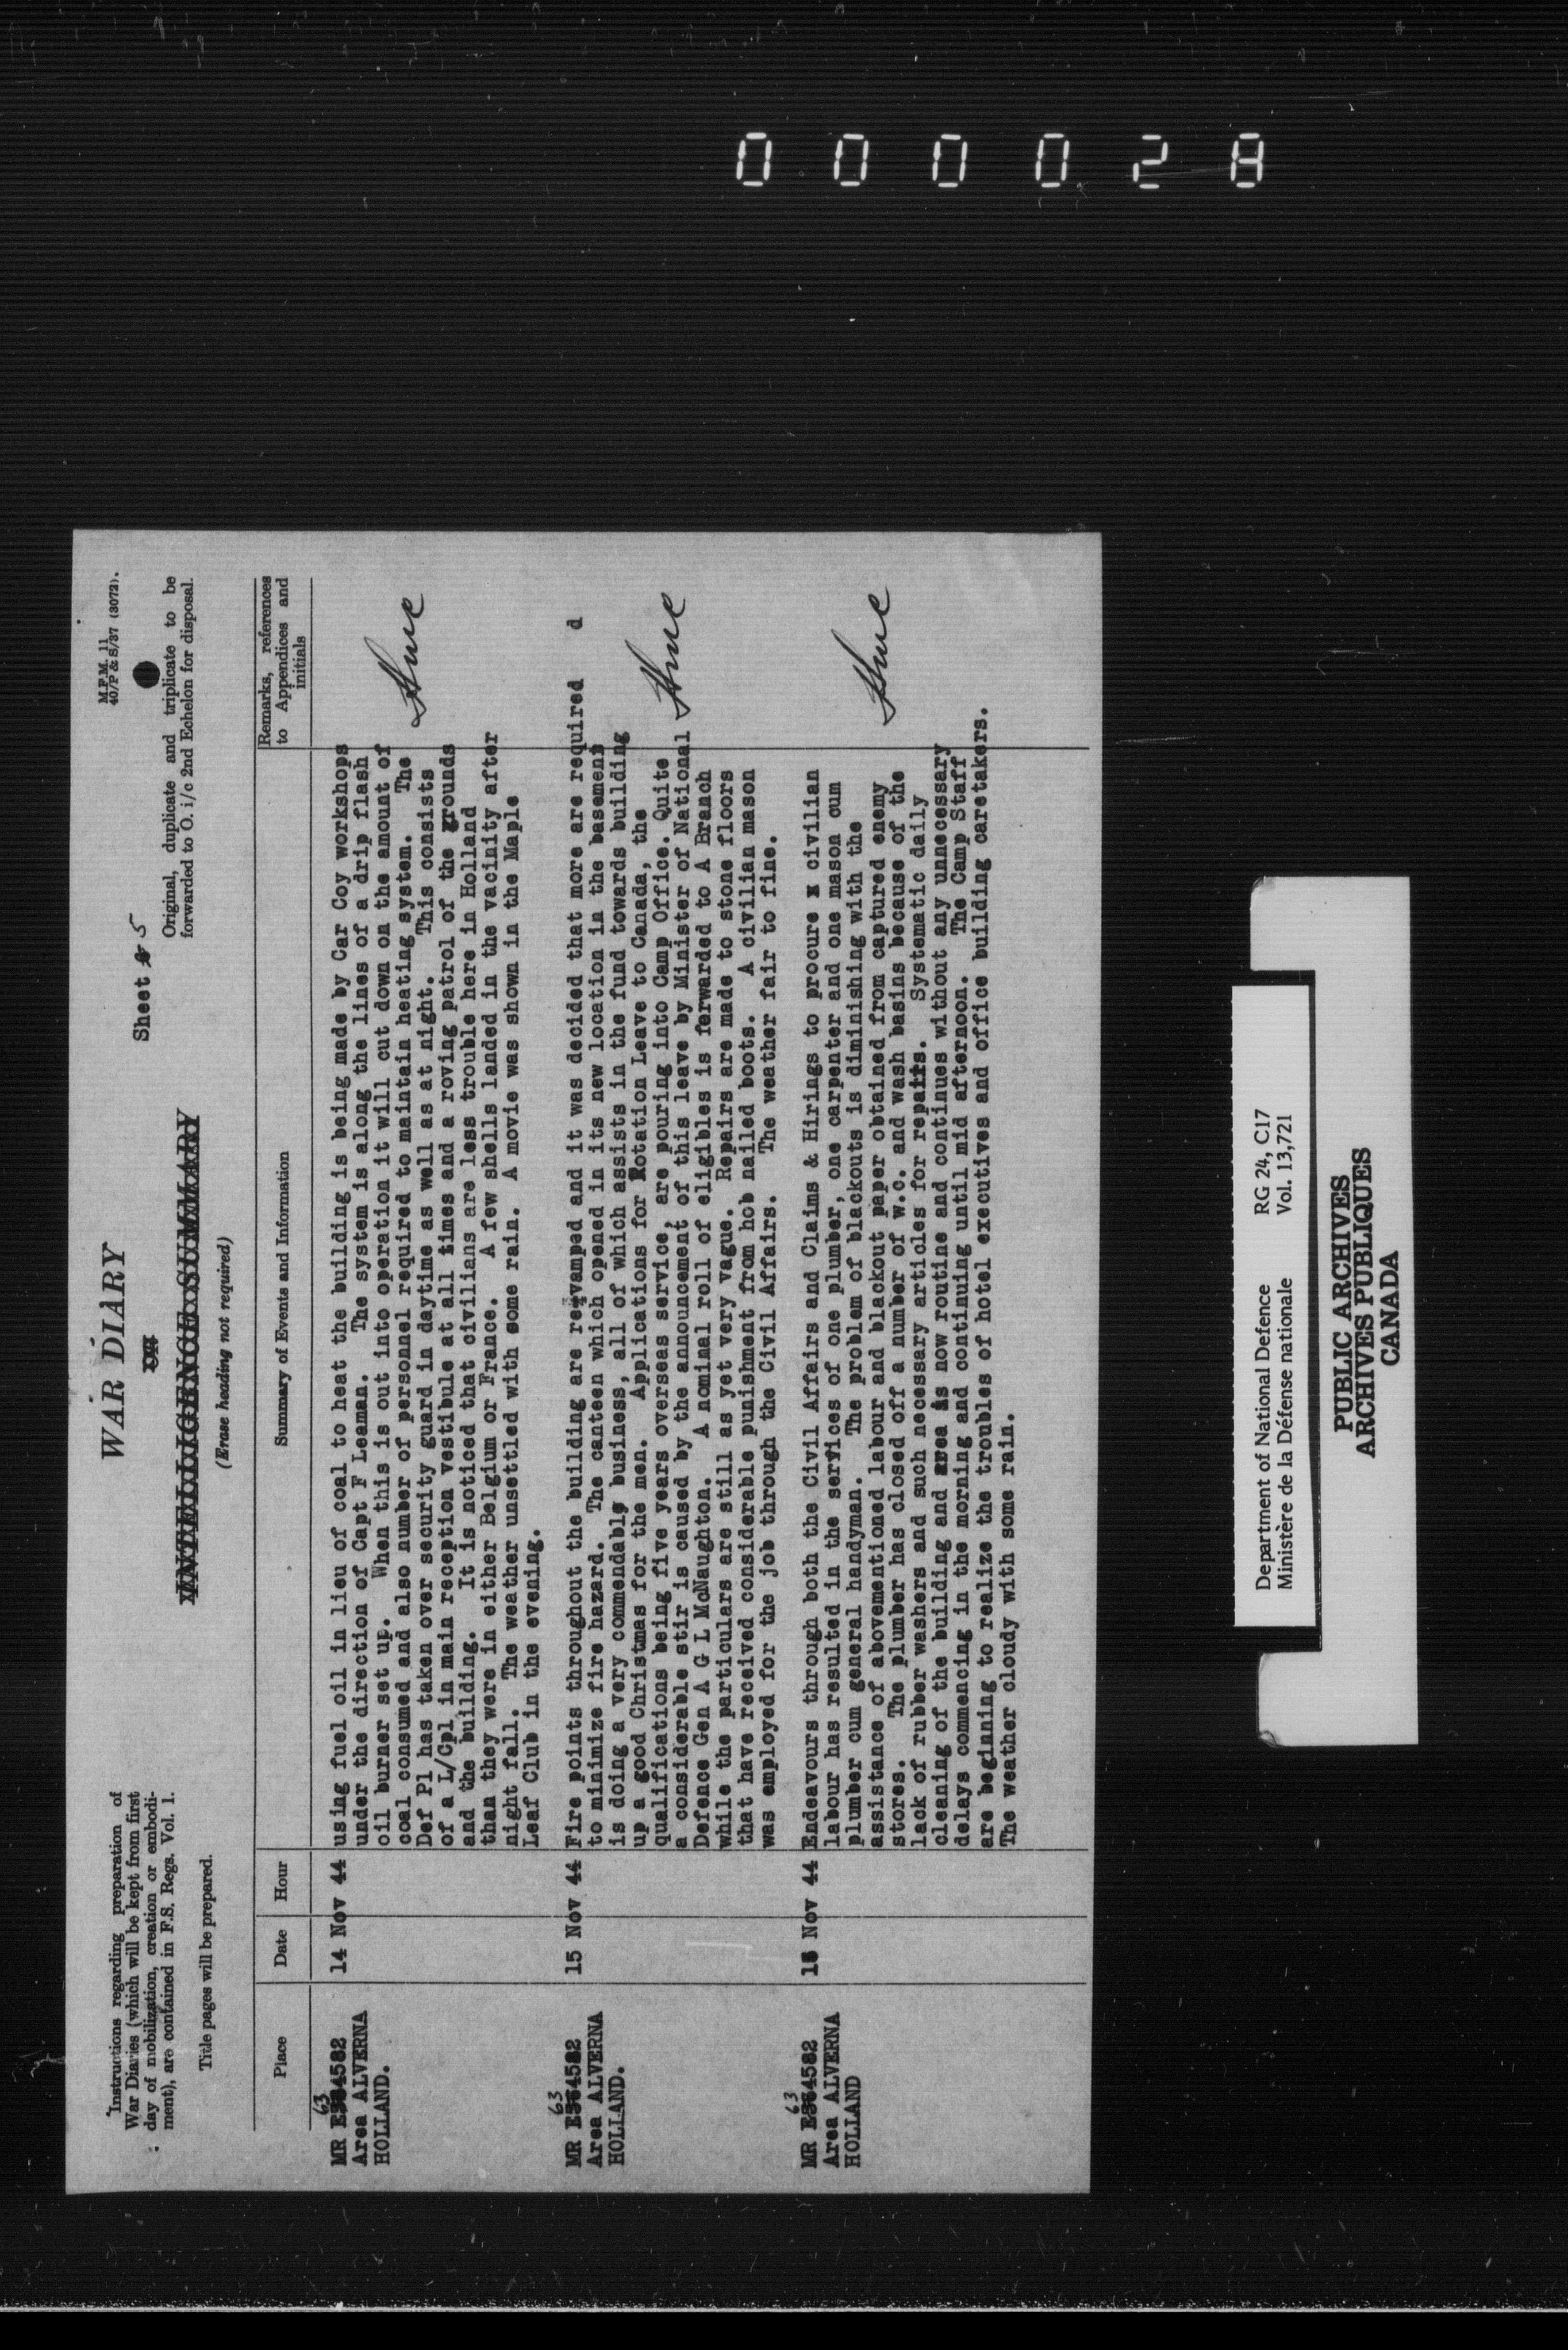 000028
Instructions regarding preparation of
War Diaries (which will be kept from first
day of mobilization, creation or embodi-
ment), are contained in F.S. Regs. Vol. 1.
Title pages will be prepared.
WAR DIARY
OR
INTELLIGENCE SUMMARY
(Erase heading not required)
Sheet 5
M.F.M. 11
40/P & S/37 (3072).
Original, duplicate and triplicate to be
forwarded to O. i/c 2nd Echelon for disposal.
Place
Date
Hour
Summary of Events and Information
Remarks, references
to Appendices and
initials
63
MR E564582
Area ALVERNA
HOLLAND.
14 Nov 44
using fuel oil in lieu of coal to heat the building is being made by Car Coy workshops
under the direction of Capt F Leaman. The system is along the lines of a drip flash
oil burner set up. When this is out into operation it will cut down on the amount of
coal consumed and also number of personnel required to maintain heating system. The
Def Pl has taken over security guard in daytime as well as at night. This consists
of a L/Cpl in main reception vestibule at all times and a roving patrol of the grounds
and the building. It is noticed that civilians are less trouble here in Holland
than they were in either Belgium or France. A few shells landed in the vacinity after
night fall. The weather unsettled with some rain. A movie was shown in the Maple
Leaf Club in the evening.
63
MR E564582
Area ALVERNA
HOLLAND.
15 Nov 44
Fire points throughout the building are revamped and it was decided that more are required d
to minimize fire hazard. The canteen which opened in its new location in the basement
is doing a very commendable business, all of which assists in the fund towards building
up a good Christmas for the men. Applications for Rotation Leave to Canada, the
qualifications being five years overseas service, are pouring into Camp Office. Quite
a considerable stir is caused by the announcement of this leave by Minister of National
Defence Gen A G L McNaughton. A nominal roll of eligibles is ferwarded to A Branch
while the particulars are still as yet very vague. Repairs are made to stone floors
that have received considerable punishment from hob nailed boots. A civilian mason
was employed for the job through the Civil Affairs. The weather fair to fine.
63
MR E564582
Area ALVERNA
HOLLAND
16 Nov 44
Endeavours through both the Civil Affairs and Claims & Hirings to procure x civilian
labour has resulted in the services of one plumber, one carpenter and one mason cum
plumber cum general handyman. The problem of blackouts is diminishing with the
assistance of abovementioned labour and blackout paper obtained from captured enemy
stores. The plumber has closed off a number of w.c. and wash basins because of the
lack of rubber washers and such necessary articles for repairs. Systematic daily
cleaning of the building and area is now routine and continues without any unnecessary
delays commencing in the morning and continuing until mid afternoon. The Camp Staff
are beginning to realize the troubles of hotel executives and office building caretakers.
The weather cloudy with some rain.
Department of National Defence RG 24, C17
Ministère de la Défense nationale Vol. 13,721
PUBLIC ARCHIVES
ARCHIVES PUBLIQUES
CANADA